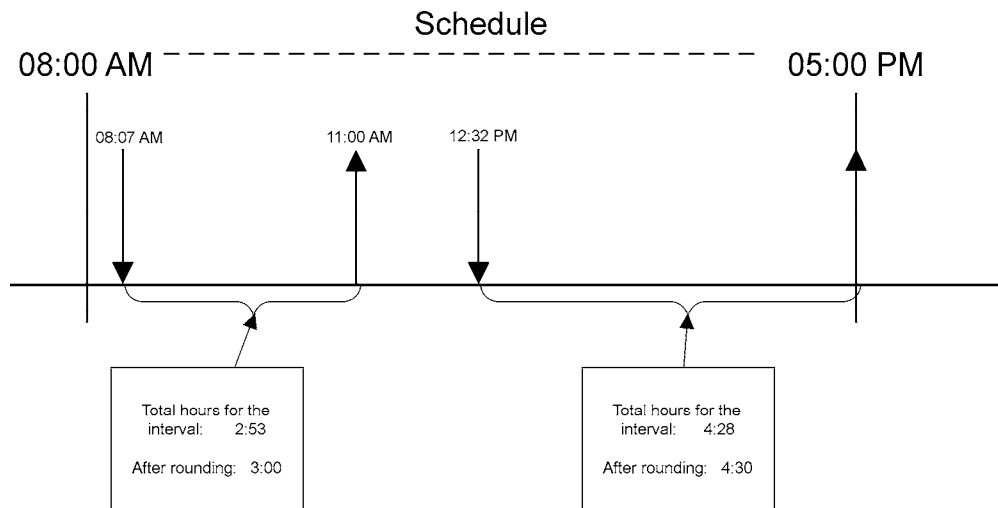 Schedule
08:00 AM
05:00 PM
08:07 AM
11:00 AM
12:32 PM
Total hours for the
interval: 2:53
After rounding: 3:00
Total hours for the
interval: 4:28
After rounding: 4:30